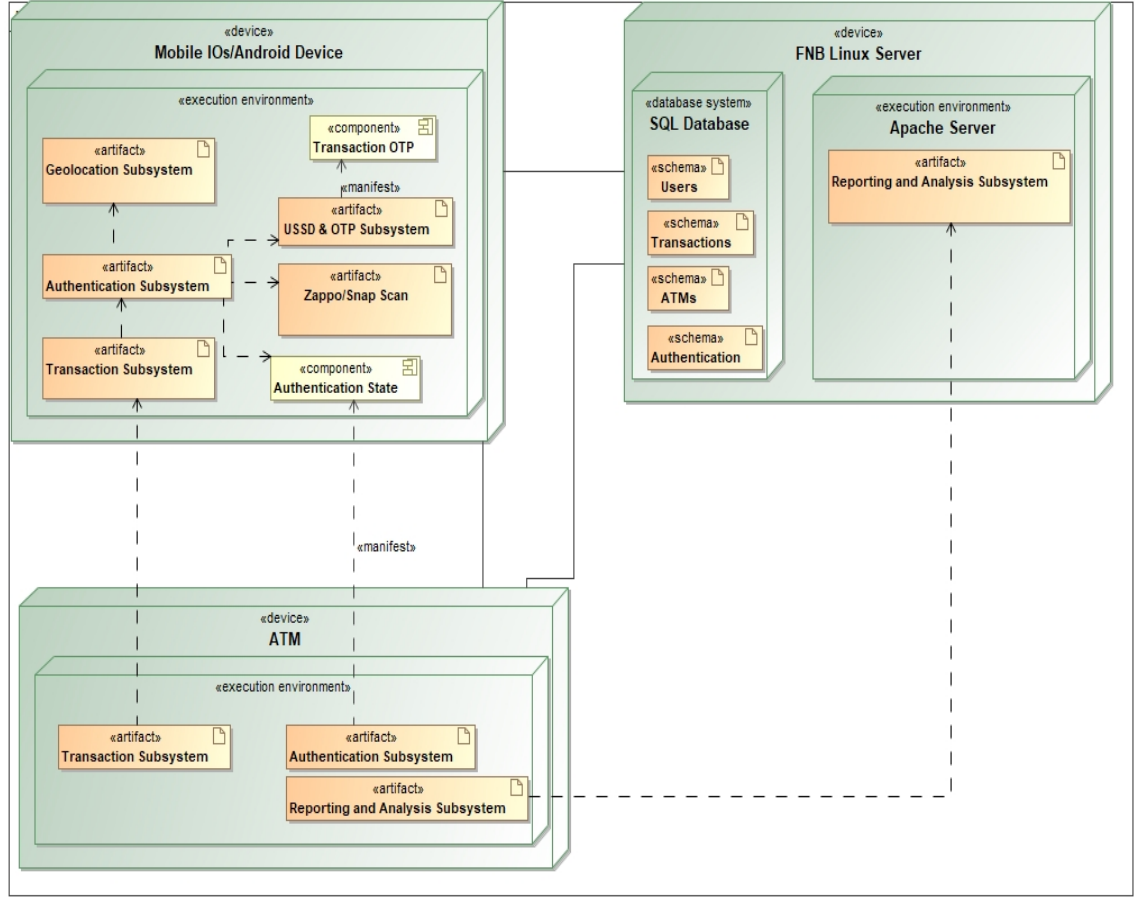 «device»
Mobile IOs/Android Device
«execution environment»
«component»
Transaction OTP
«manifest»
«artifact»
Geolocation Subsystem
«artifact»
USSD & OTP Subsystem
«artifact»
Authentication Subsystem
«artifact»
Zappo/Snap Scan
«artifact»
Transaction Subsystem
«component»
Authentication State
«device»
FNB Linux Server
«database system»
SQL Database
«schema»
Users
«schema»
Transactions
«schema»
ATMs
«schema»
Authentication
«execution environment»
Apache Server
«artifact»
Reporting and Analysis Subsystem
«manifest»
«device»
ATM
«execution environment»
«artifact»
Transaction Subsystem
«artifact»
Authentication Subsystem
«artifact»
Reporting and Analysis Subsystem